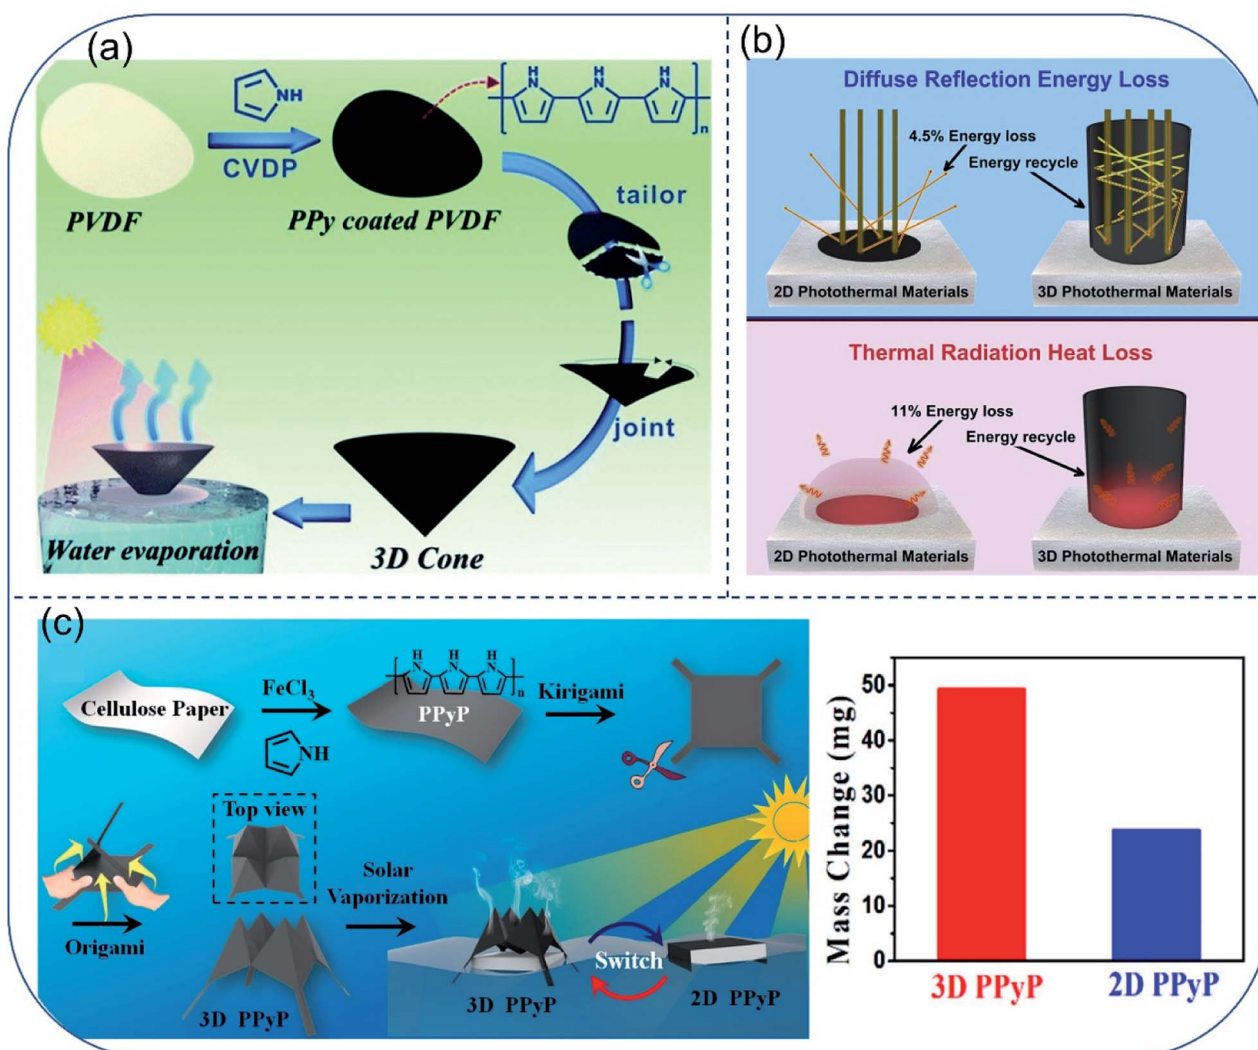 (a)
NH
CVDP
PVDF
PPy coated PVDF
H H H
N N N
n
tailor
joint
3D Cone
Water evaporation
(b)
Diffuse Reflection Energy Loss
4.5% Energy loss
Energy recycle
2D Photothermal Materials
3D Photothermal Materials
Thermal Radiation Heat Loss
11% Energy loss
Energy recycle
2D Photothermal Materials
3D Photothermal Materials
(c)
Cellulose Paper
FeCl3
NH
H H H
N N N
n
PPyP
Kirigami
Origami
Top view
3D PPyP
Solar
Vaporization
Switch
3D PPyP
2D PPyP
Mass Change (mg)
50
40
30
20
10
0
3D PPyP
2D PPyP